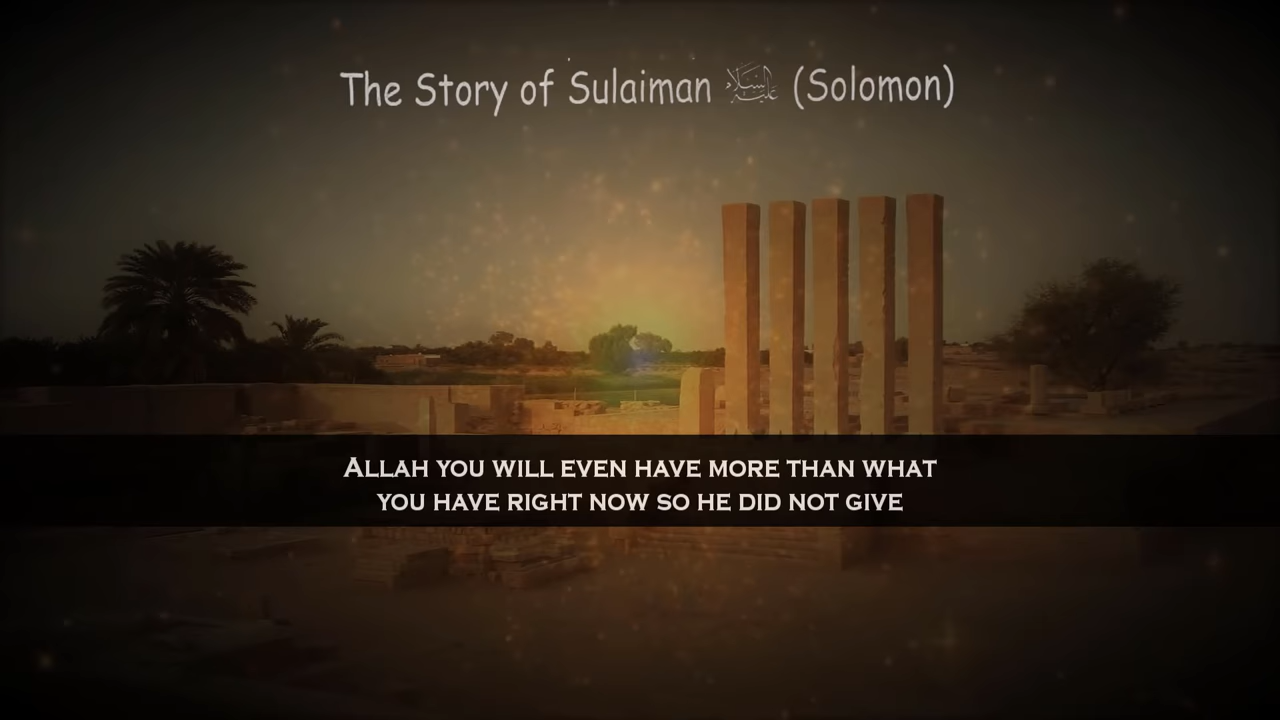 The Story of Sulaiman عليه السلام (Solomon)
ALLAH YOU WILL EVEN HAVE MORE THAN WHAT
YOU HAVE RIGHT NOW SO HE DID NOT GIVE